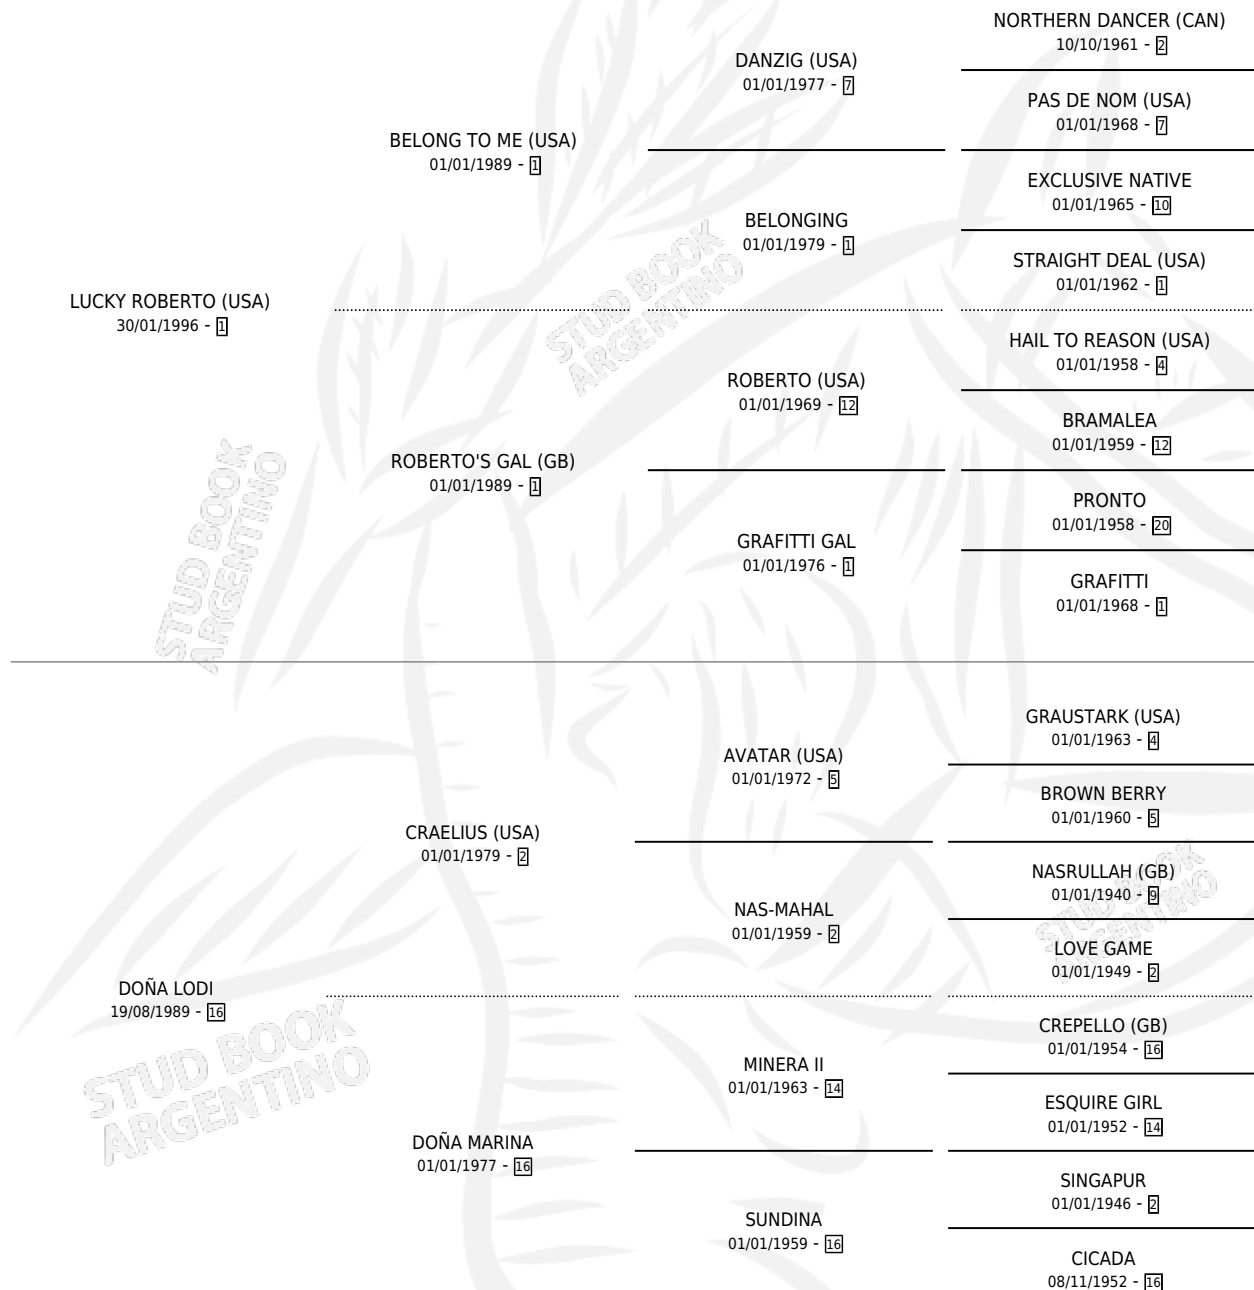 NORTHERN DANCER (CAN)
10/10/1961 - 2
DANZIG (USA)
01/01/1977 - 7
PAS DE NOM (USA)
01/01/1968 - 7
BELONG TO ME (USA)
01/01/1989 - 1
EXCLUSIVE NATIVE
01/01/1965 - 10
BELONGING
01/01/1979 - 1
STRAIGHT DEAL (USA)
01/01/1962 - 1
LUCKY ROBERTO (USA)
30/01/1996 - 1
STUD BOOK
ARGENTINO
HAIL TO REASON (USA)
01/01/1958 - 4
ROBERTO (USA)
01/01/1969 - 12
BRAMALEA
01/01/1959 - 12
ROBERTO'S GAL (GB)
01/01/1989 - 1
PRONTO
01/01/1958 - 20
GRAFITTI GAL
01/01/1976 - 1
GRAFITTI
01/01/1968 - 1
STUD BOOK
ARGENTINO
GRAUSTARK (USA)
01/01/1963 - 4
AVATAR (USA)
01/01/1972 - 5
BROWN BERRY
01/01/1960 - 5
CRAELIUS (USA)
01/01/1979 - 2
NASRULLAH (GB)
01/01/1940 - 9
NAS-MAHAL
01/01/1959 - 2
STUD BOOK
ARGENTINO
LOVE GAME
01/01/1949 - 2
DOÑA LODI
19/08/1989 - 16
STUD BOOK
ARGENTINO
CREPELLO (GB)
01/01/1954 - 16
MINERA II
01/01/1963 - 14
ESQUIRE GIRL
01/01/1952 - 14
DOÑA MARINA
01/01/1977 - 16
SINGAPUR
01/01/1946 - 2
SUNDINA
01/01/1959 - 16
CICADA
08/11/1952 - 16